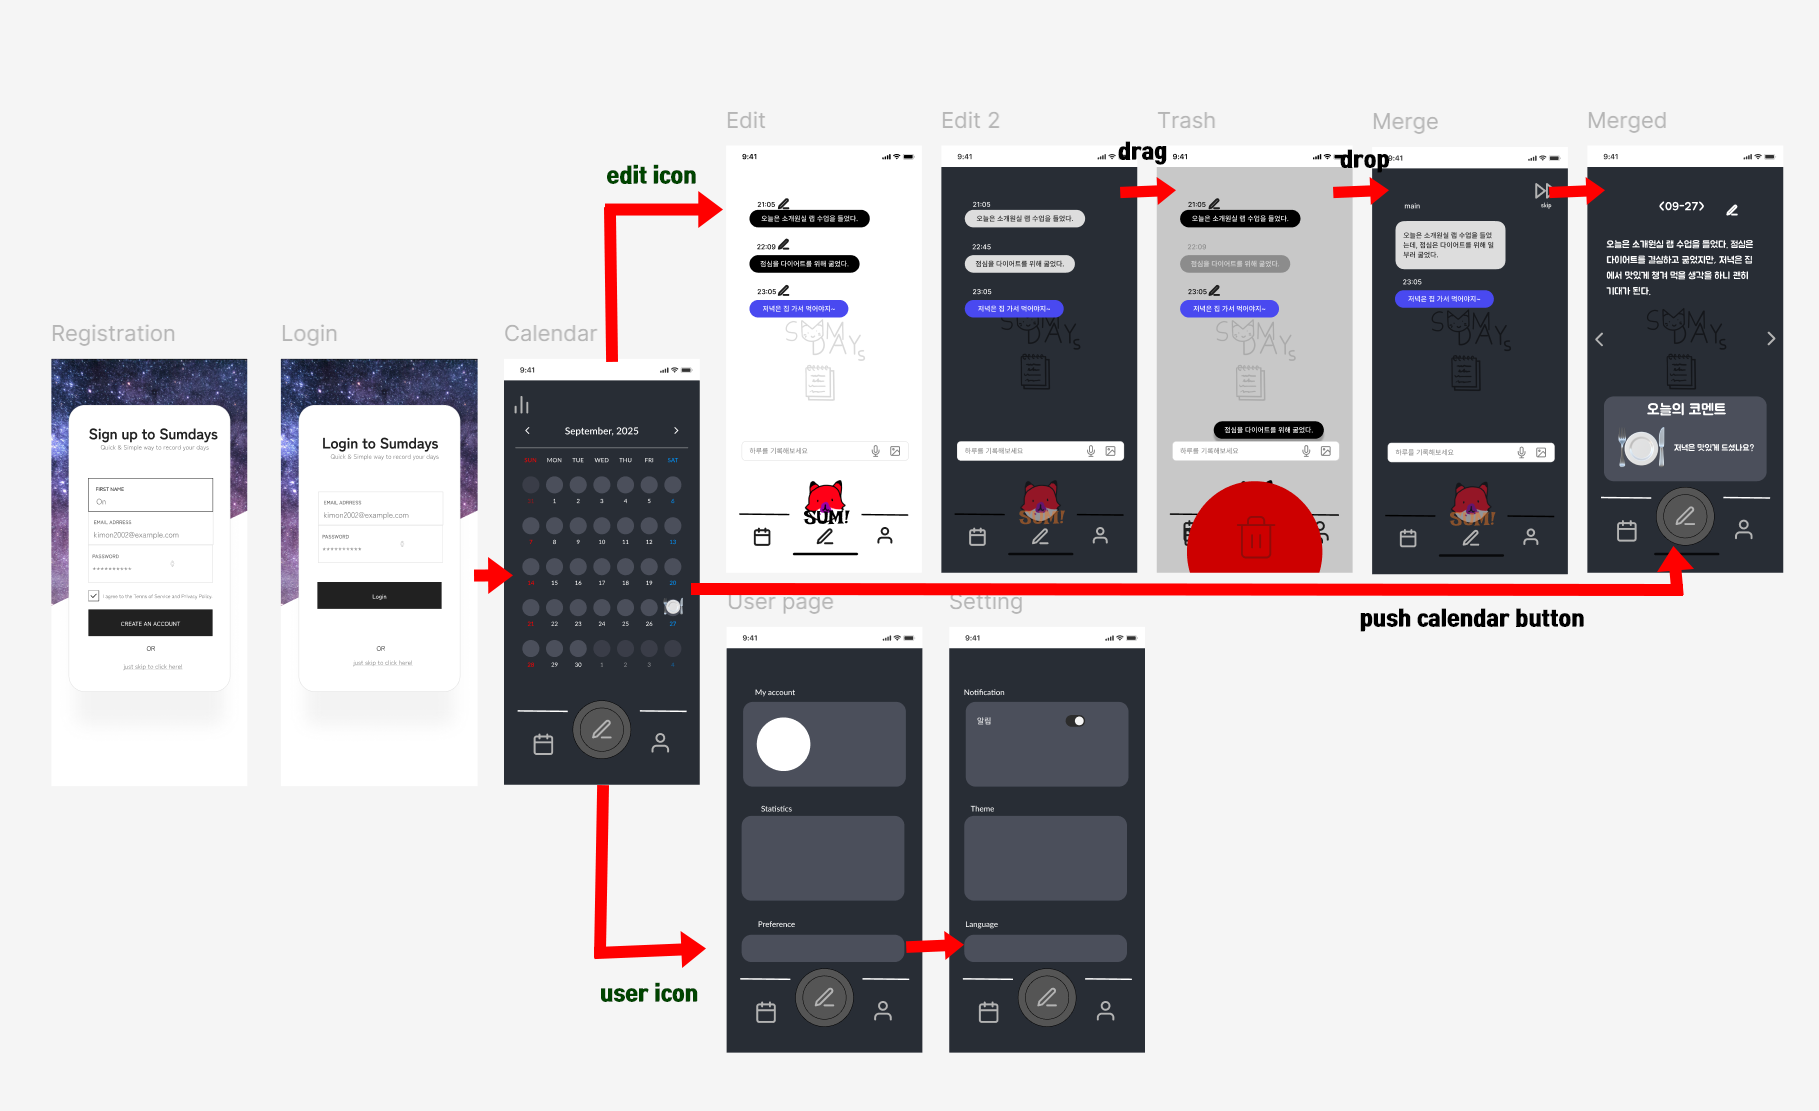 Edit
Edit 2
Trash
Merge
Merged
edit icon
drag
drop
9:41
21:05
오늘은 소개원실 랩 수업을 들었다.
22:09
점심을 다이어트를 위해 굶었다.
23:05
저녁은 집 가서 먹어야지~
SUM
DAYs
하루를 기록해보세요
SUM!
9:41
21:05
오늘은 소개원실 랩 수업을 들었다.
22:45
점심을 다이어트를 위해 굶었다.
23:05
저녁은 집 가서 먹어야지~
SUM
DAYs
하루를 기록해보세요
SUM!
9:41
21:05
오늘은 소개원실 랩 수업을 들었다.
22:09
점심을 다이어트를 위해 굶었다.
23:05
저녁은 집 가서 먹어야지~
SUM
DAYs
점심을 다이어트를 위해 굶었다.
하루를 기록해보세요
9:41
skip
main
오늘은 소개원실 랩 수업을 들었
는데, 점심은 다이어트를 위해 일
부러 굶었다.
23:05
저녁은 집 가서 먹어야지~
SUM
DAYs
하루를 기록해보세요
SUM!
9:41
<09-27>
오늘은 소개원실 랩 수업을 들었다. 점심은
다이어트를 결심하고 굶었지만, 저녁은 집
에서 맛있게 챙겨 먹을 생각을 하니 괜히
기대가 된다.
SUM
DAYs
오늘의 코멘트
저녁은 맛있게 드셨나요?
Registration
Login
Calendar
Sign up to Sumdays
Quick & Simple way to record your days
FIRST NAME
On
EMAIL ADRRESS
kimon2002@example.com
PASSWORD
**********
I agree to the Terms of Service and Privacy Policy.
CREATE AN ACCOUNT
OR
just skip to click here!
Login to Sumdays
Quick & Simple way to record your days
EMAIL ADRRESS
kimon2002@example.com
PASSWORD
**********
Login
OR
just skip to click here!
9:41
September, 2025
SUN MON TUE WED THU FRI SAT
31 1 2 3 4 5 6
7 8 9 10 11 12 13
14 15 16 17 18 19 20
21 22 23 24 25 26 27
28 29 30 1 2 3 4
push calendar button
user icon
User page
Setting
9:41
My account
Statistics
Preference
9:41
Notification
알림
Theme
Language